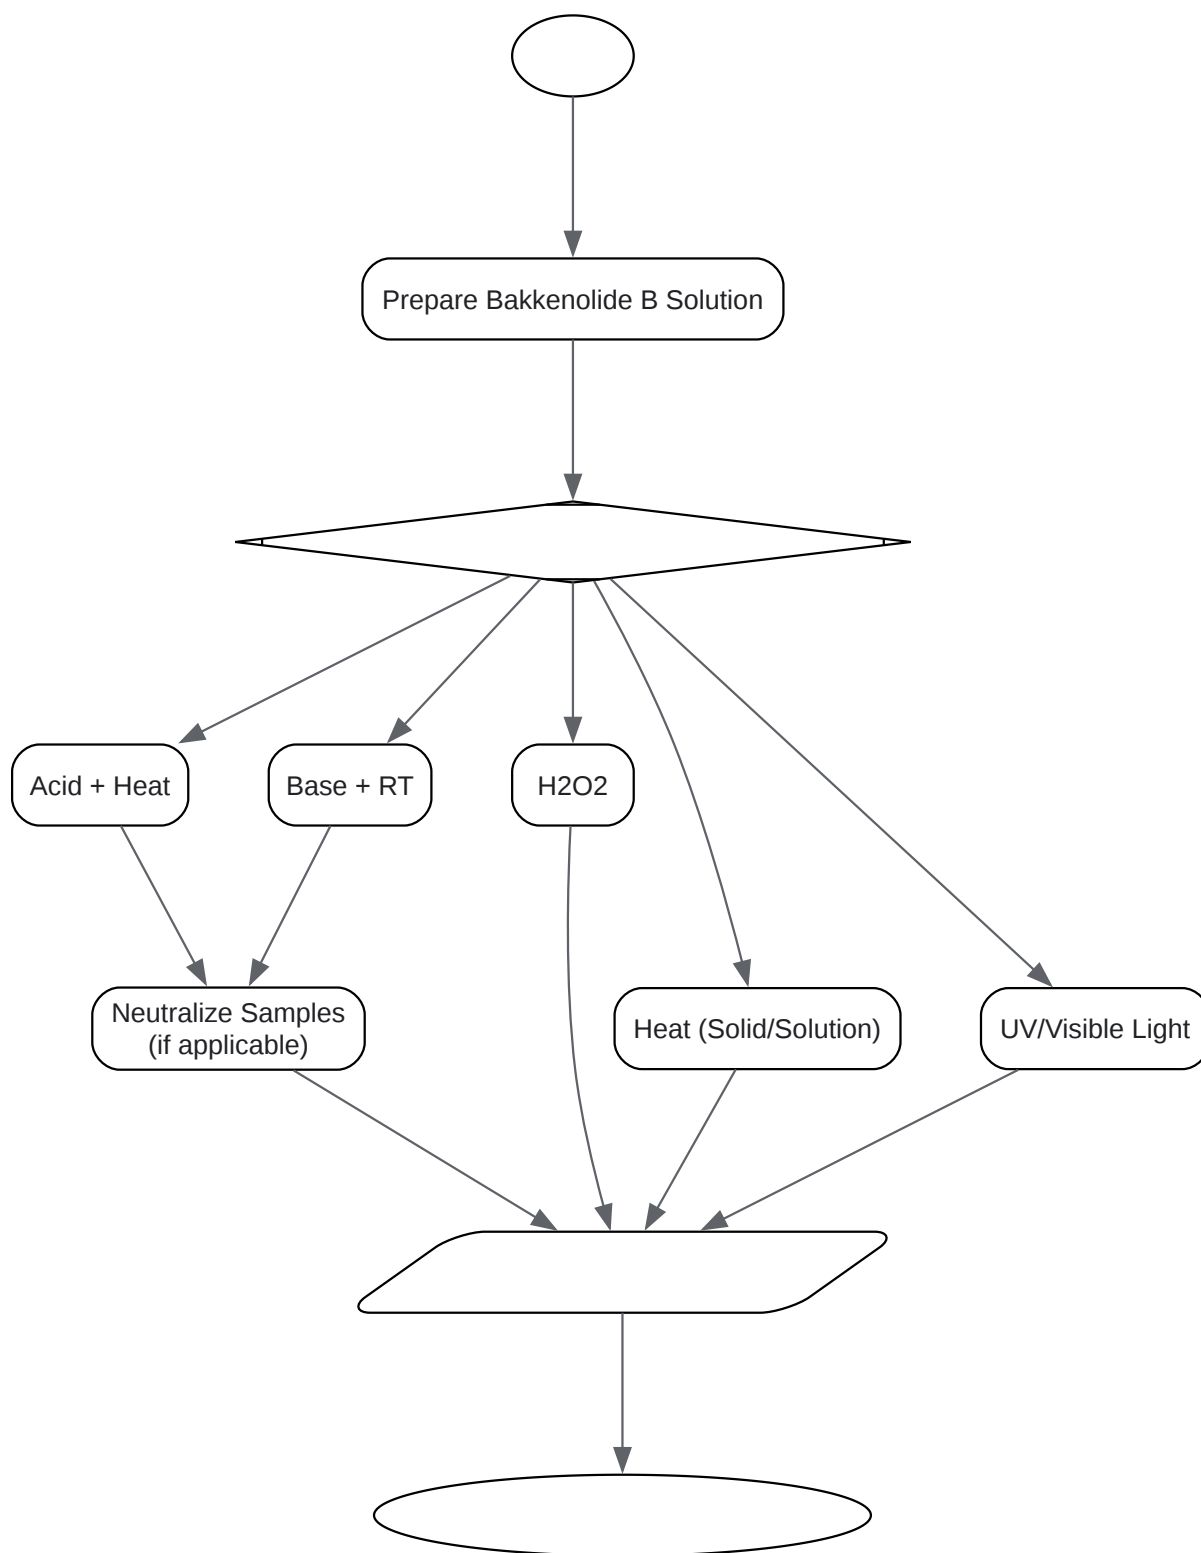 Prepare Bakkenolide B Solution
Acid + Heat
Base + RT
H2O2
Neutralize Samples
(if applicable)
Heat (Solid/Solution)
UV/Visible Light